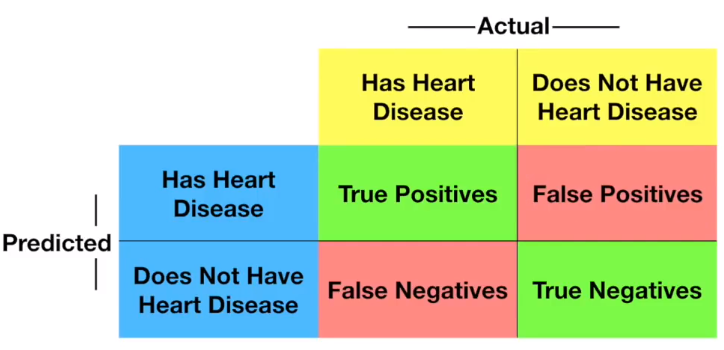 Actual
Has Heart
Disease
Does Not Have
Heart Disease
Has Heart
Disease
True Positives
False Positives
Predicted
Does Not Have
Heart Disease
False Negatives
True Negatives